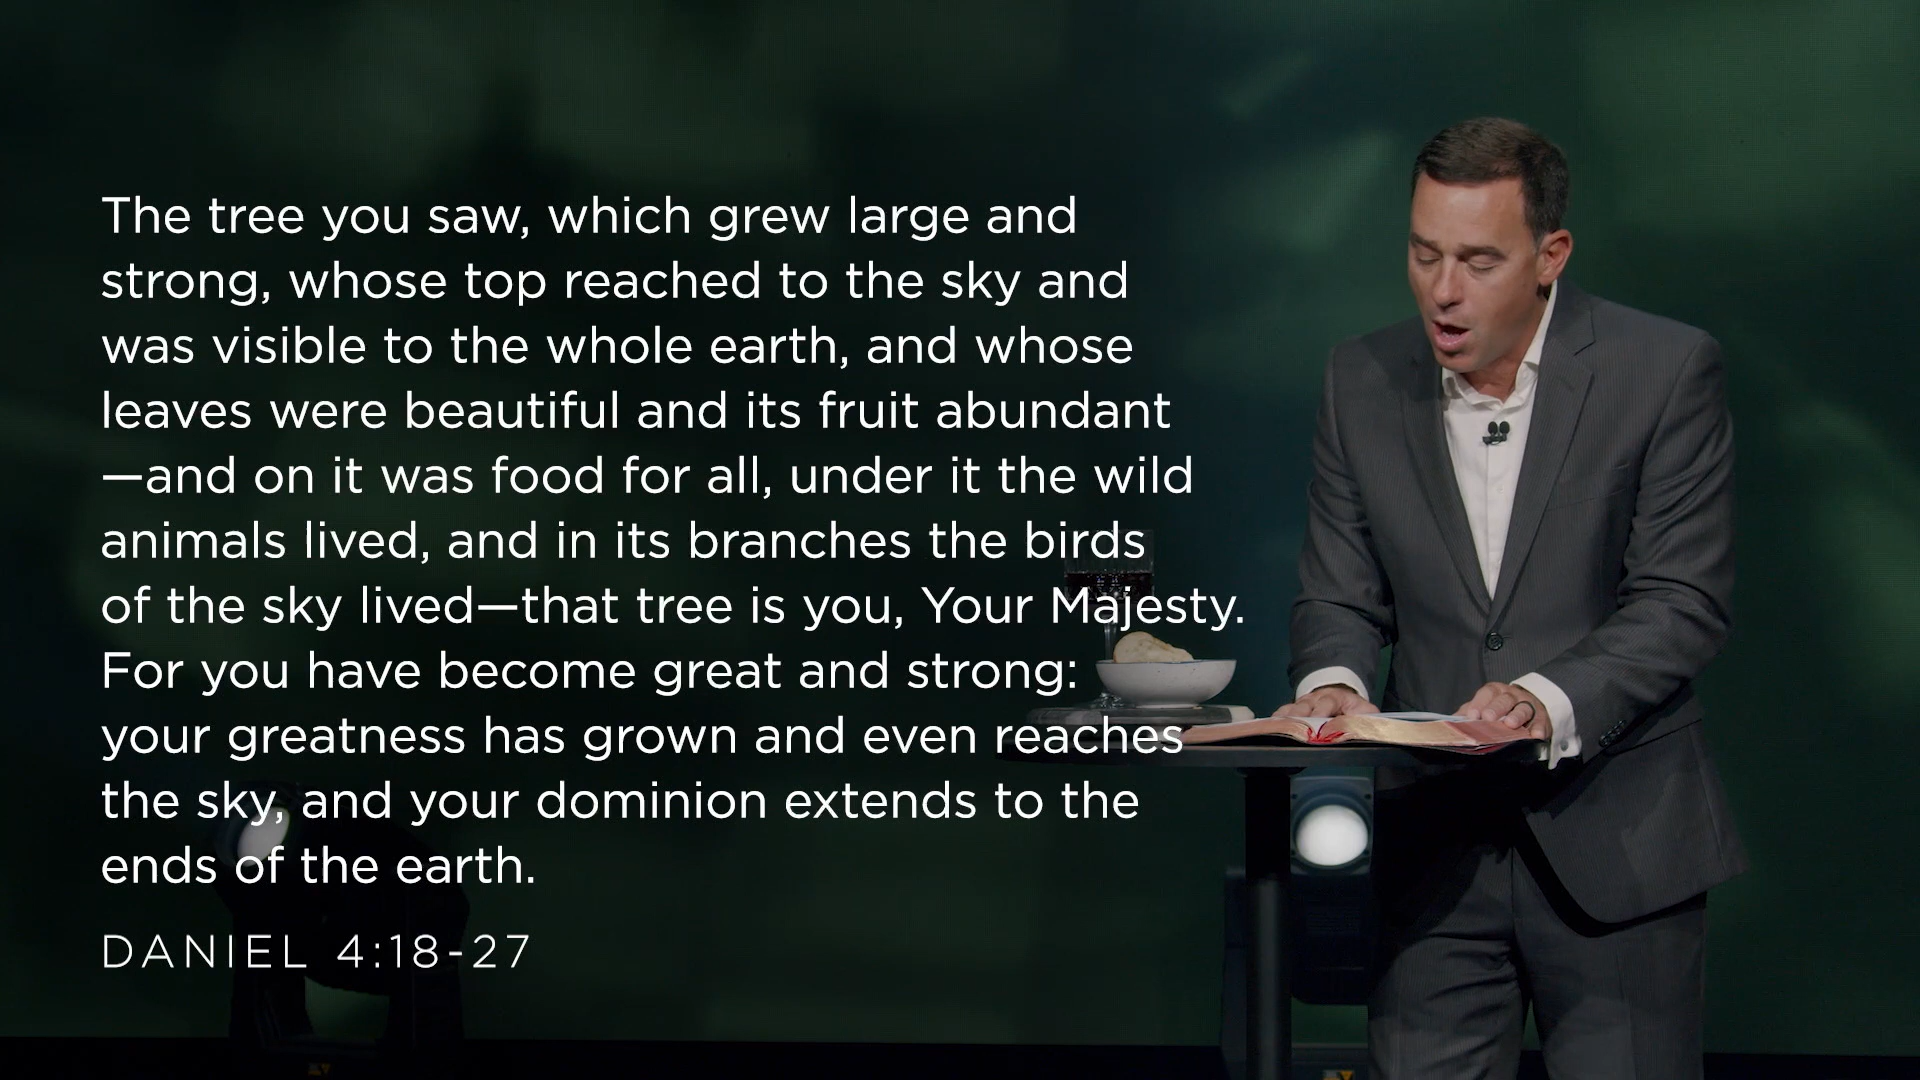 The tree you saw, which grew large and
strong, whose top reached to the sky and
was visible to the whole earth, and whose
leaves were beautiful and its fruit abundant
—and on it was food for all, under it the wild
animals lived, and in its branches the birds
of the sky lived—that tree is you, Your Majesty.
For you have become great and strong:
your greatness has grown and even reaches
the sky, and your dominion extends to the
ends of the earth.
DANIEL 4:18-27